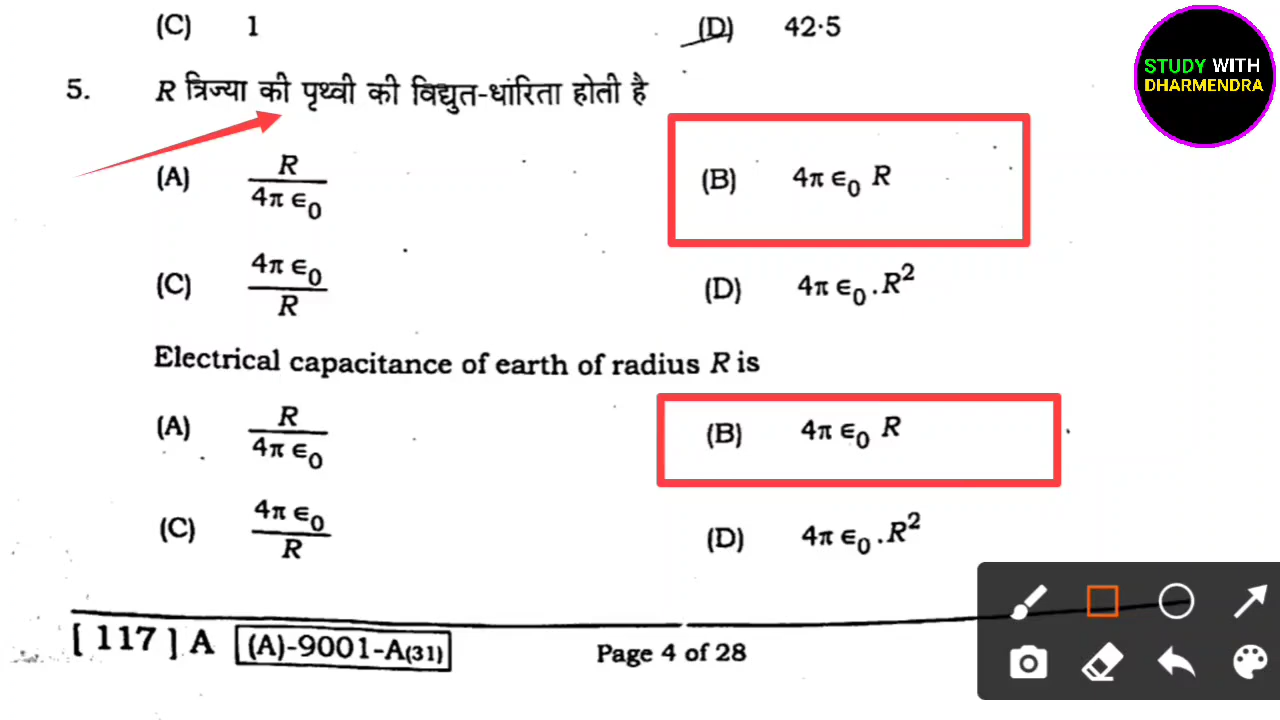 (C) 1 (D) 42·5
STUDY WITH
DHARMENDRA
5. R त्रिज्या की पृथ्वी की विद्युत-धांरिता होती है
(A) R / 4π ∈₀ (B) 4π ∈₀ R
(C) 4π ∈₀ / R (D) 4π ∈₀ . R²
Electrical capacitance of earth of radius R is
(A) R / 4π ∈₀ (B) 4π ∈₀ R
(C) 4π ∈₀ / R (D) 4π ∈₀ . R²
[ 117 ] A (A)-9001-A(31) Page 4 of 28